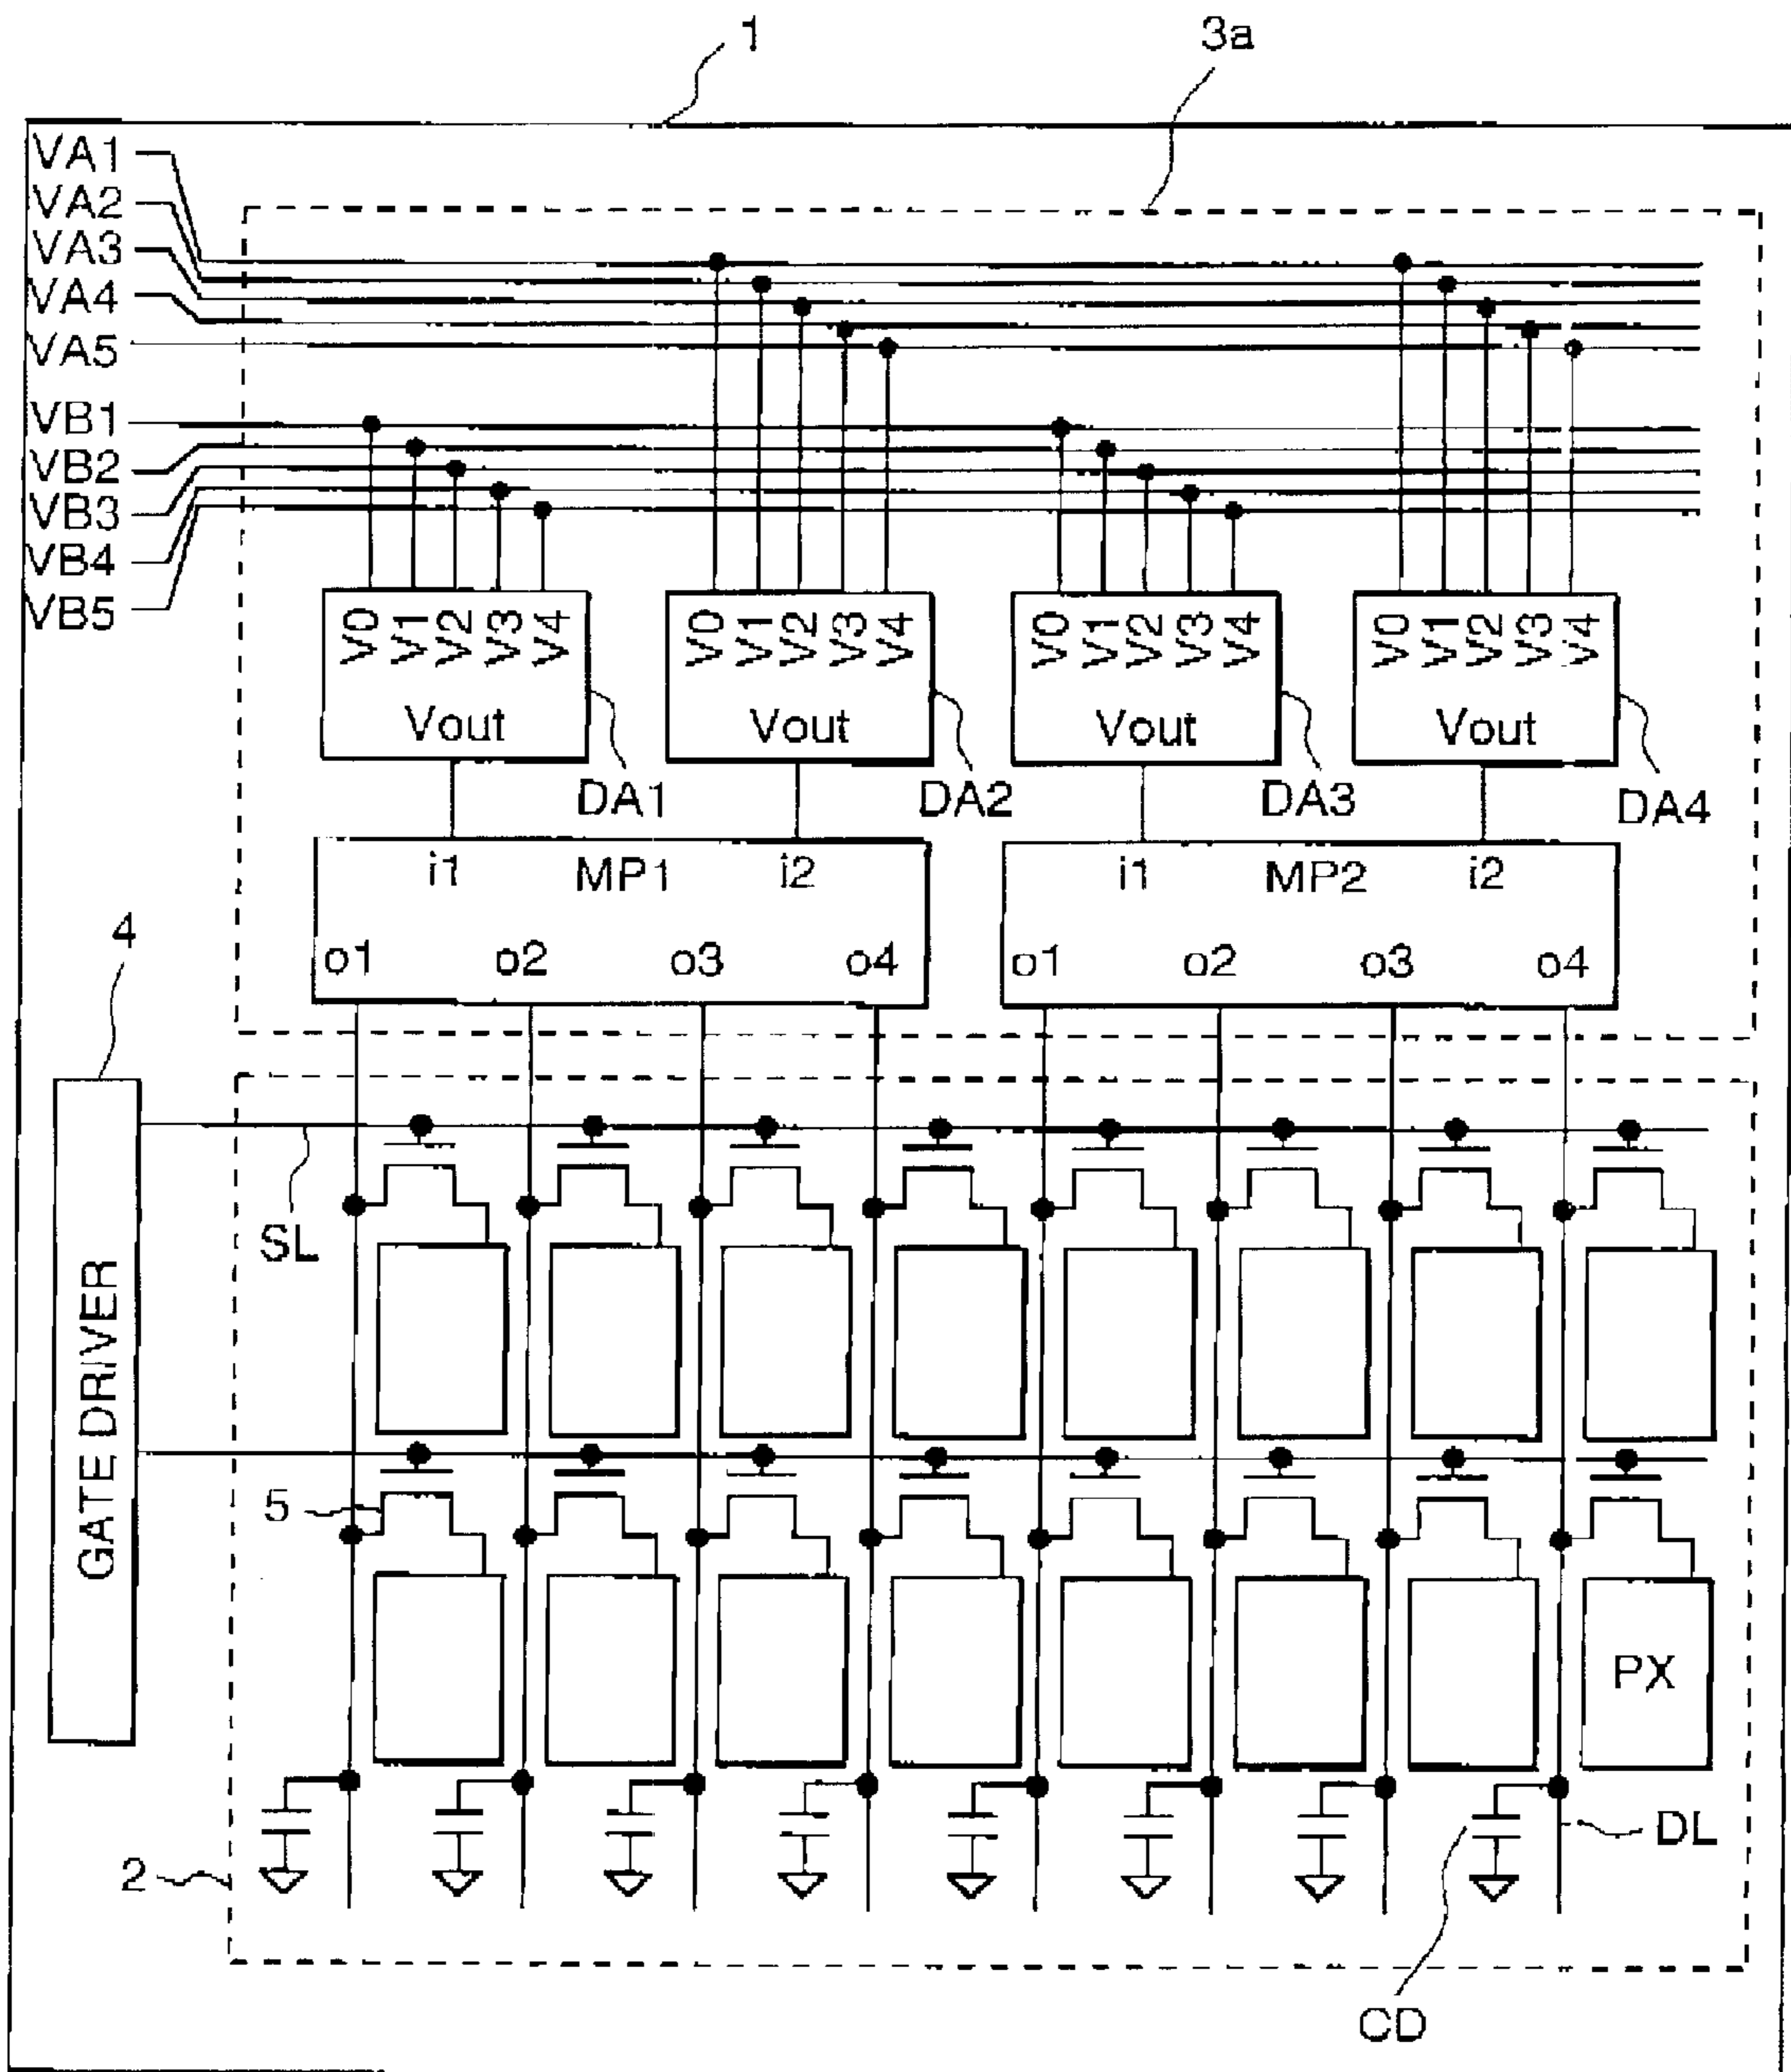 1
3a
VA1
VA2
VA3
VA4
VA5
VB1
VB2
VB3
VB4
VB5
V0 V1 V2 V3 V4
V0 V1 V2 V3 V4
V0 V1 V2 V3 V4
V0 V1 V2 V3 V4
Vout Vout Vout Vout
DA1 DA2 DA3 DA4
i1 MP1 i2 i1 MP2 i2
o1 o2 o3 o4 o1 o2 o3 o4
4
SL
GATE DRIVER
5
PX
DL
2
CD